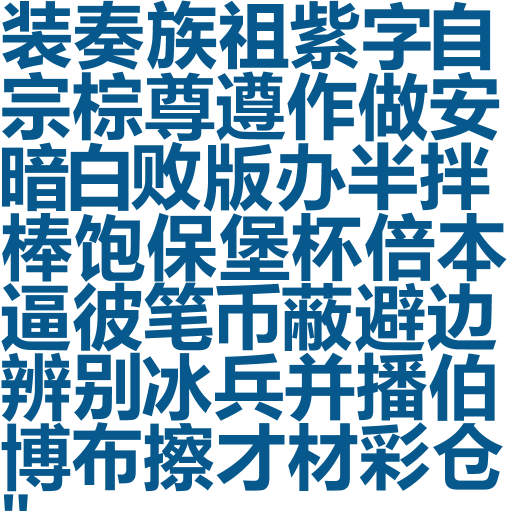 装奏族祖紫字自
宗棕尊遵作做安
暗白败版办半拌
棒饱保堡杯倍本
逼彼笔币蔽避边
辨别冰兵并播伯
博布擦才材彩仓
"